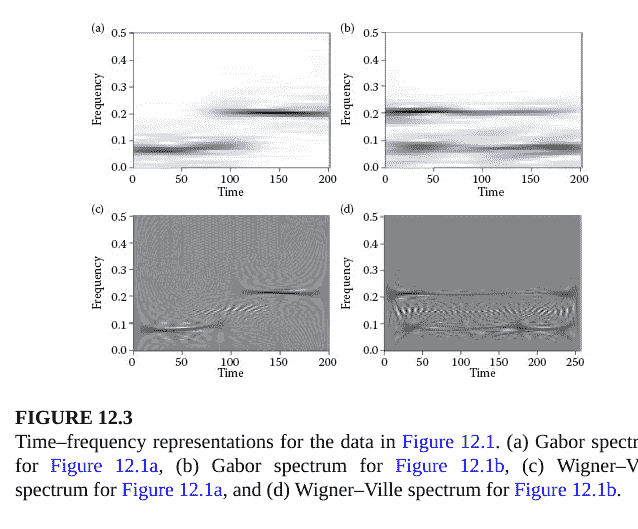 (a)
0.5
0.4
0.3
0.2
0.1
0.0
Frequency
0 50 100 150 200
Time
(b)
0.5
0.4
0.3
0.2
0.1
0.0
Frequency
0 50 100 150 200
Time
(c)
0.5
0.4
0.3
0.2
0.1
0.0
Frequency
0 50 100 150 200
Time
(d)
0.5
0.4
0.3
0.2
0.1
0.0
Frequency
0 50 100 150 200 250
Time
FIGURE 12.3
Time–frequency representations for the data in Figure 12.1. (a) Gabor spectr
for Figure 12.1a, (b) Gabor spectrum for Figure 12.1b, (c) Wigner–V
spectrum for Figure 12.1a, and (d) Wigner–Ville spectrum for Figure 12.1b.